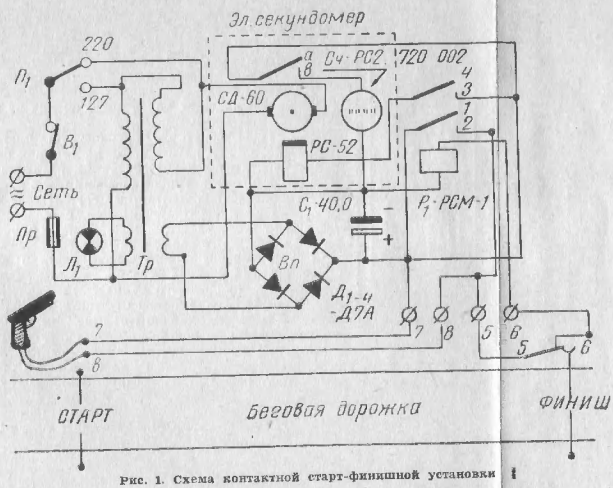 Эл. секундомер
220
П₁
127
а
в
Сч-РС2. 720 002
4
3
1
2
СД-60
РС-52
В₁
Сеть
Пр
Л₁
Тр
С₁-40,0
−
+
Р₁-РСМ-1
Вп
Д₁₋₄
-Д7А
7
8
5
6
7
8
5
6
СТАРТ
Беговая дорожка
ФИНИШ
Рис. 1. Схема контактной старт-финишной установки